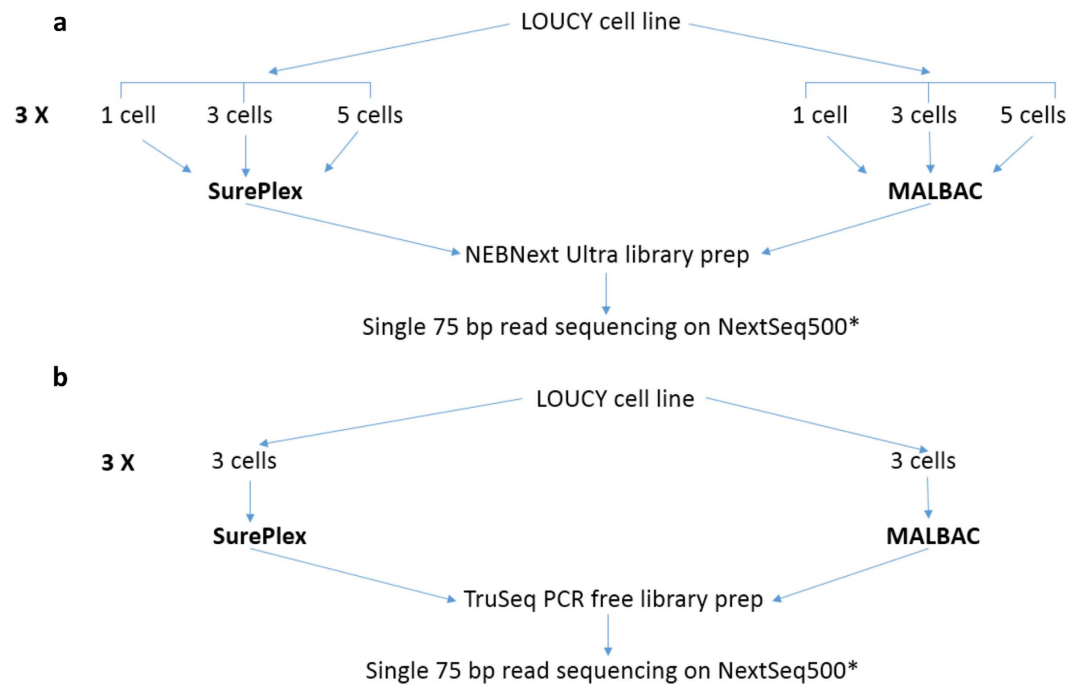 a
LOUCY cell line
3 X 1 cell 3 cells 5 cells 1 cell 3 cells 5 cells
SurePlex MALBAC
NEBNext Ultra library prep
Single 75 bp read sequencing on NextSeq500*
b
LOUCY cell line
3 X 3 cells 3 cells
SurePlex MALBAC
TruSeq PCR free library prep
Single 75 bp read sequencing on NextSeq500*